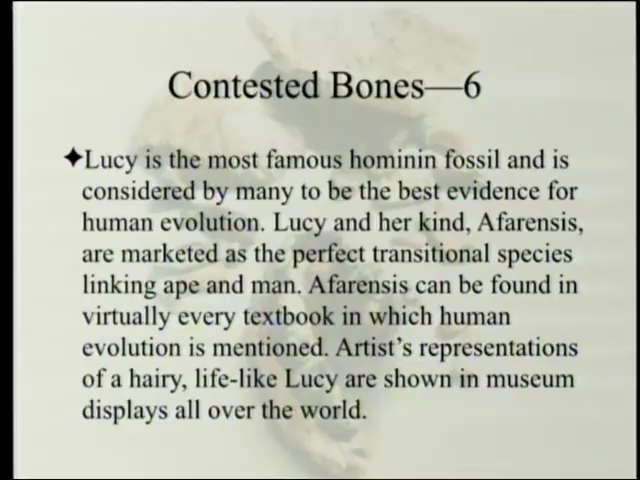 Contested Bones—6
✦Lucy is the most famous hominin fossil and is
considered by many to be the best evidence for
human evolution. Lucy and her kind, Afarensis,
are marketed as the perfect transitional species
linking ape and man. Afarensis can be found in
virtually every textbook in which human
evolution is mentioned. Artist’s representations
of a hairy, life-like Lucy are shown in museum
displays all over the world.